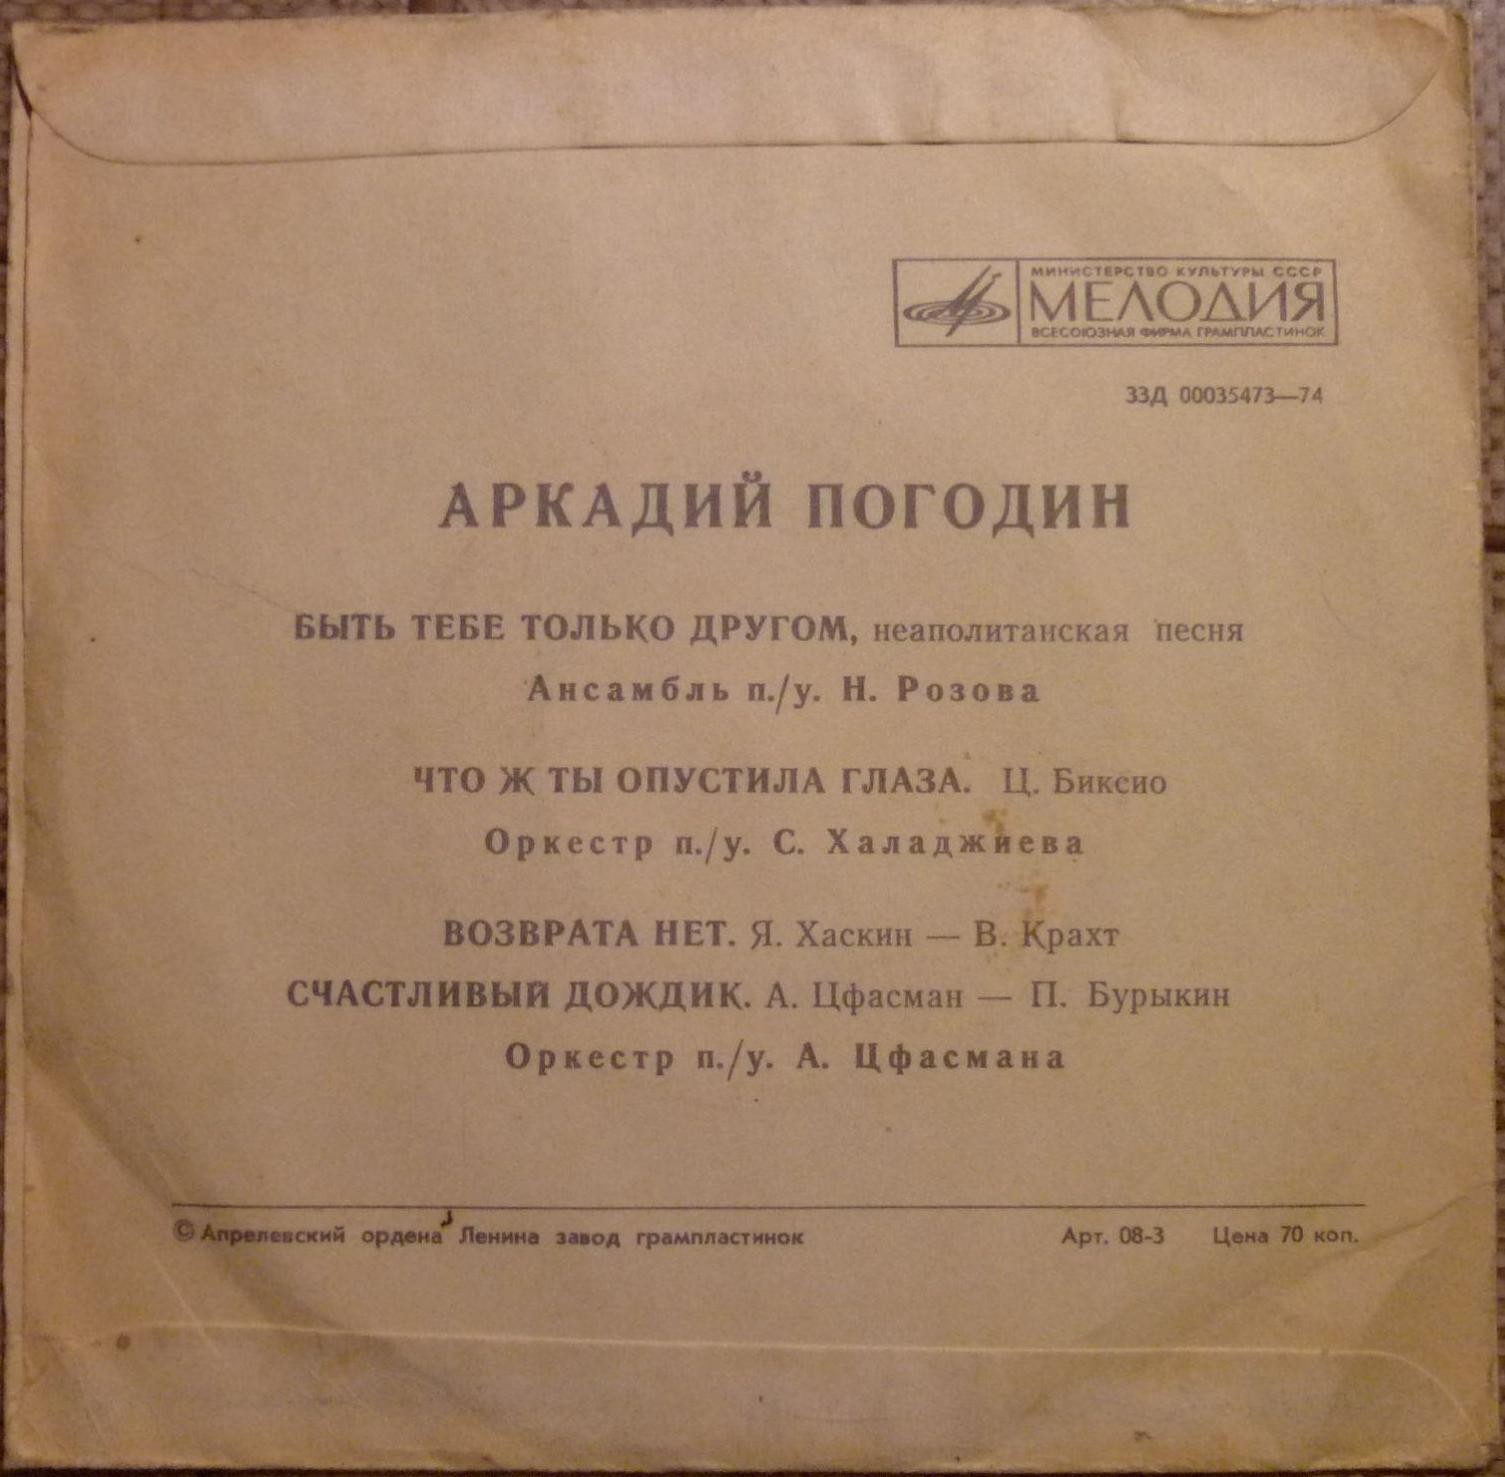 МИНИСТЕРСТВО КУЛЬТУРЫ СССР
МЕЛОДИЯ
ВСЕСОЮЗНАЯ ФИРМА ГРАМПЛАСТИНОК
33Д 00035473—74
АРКАДИЙ ПОГОДИН
БЫТЬ ТЕБЕ ТОЛЬКО ДРУГОМ, неаполитанская песня
Ансамбль п./у. Н. Розова
ЧТО Ж ТЫ ОПУСТИЛА ГЛАЗА. Ц. Биксио
Оркестр п./у. С. Халаджиева
ВОЗВРАТА НЕТ. Я. Хаскин — В. Крахт
СЧАСТЛИВЫЙ ДОЖДИК. А. Цфасман — П. Бурыкин
Оркестр п./у. А. Цфасмана
© Апрелевский ордена Ленина завод грампластинок Арт. 08-3 Цена 70 коп.